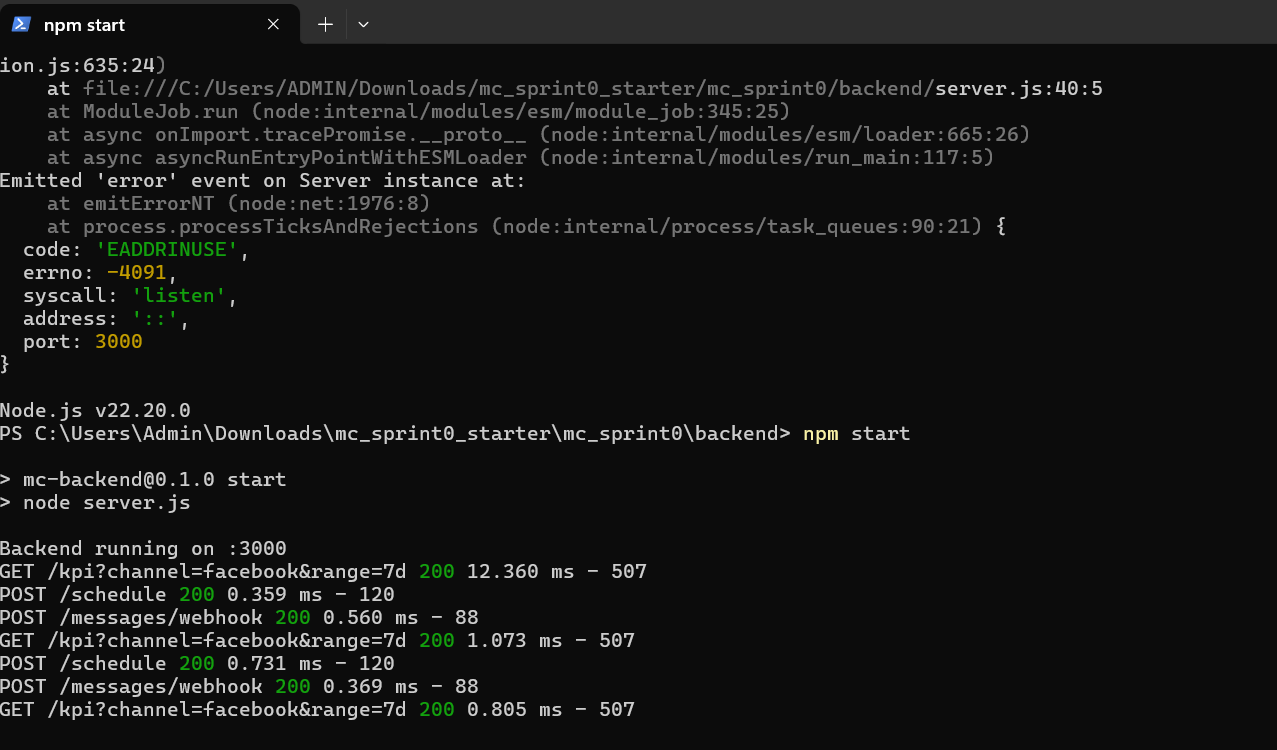 npm start
ion.js:635:24)
    at file:///C:/Users/ADMIN/Downloads/mc_sprint0_starter/mc_sprint0/backend/server.js:40:5
    at ModuleJob.run (node:internal/modules/esm/module_job:345:25)
    at async onImport.tracePromise.__proto__ (node:internal/modules/esm/loader:665:26)
    at async asyncRunEntryPointWithESMLoader (node:internal/modules/run_main:117:5)
Emitted 'error' event on Server instance at:
    at emitErrorNT (node:net:1976:8)
    at process.processTicksAndRejections (node:internal/process/task_queues:90:21) {
  code: 'EADDRINUSE',
  errno: -4091,
  syscall: 'listen',
  address: '::',
  port: 3000
}
Node.js v22.20.0
PS C:\Users\Admin\Downloads\mc_sprint0_starter\mc_sprint0\backend> npm start
> mc-backend@0.1.0 start
> node server.js
Backend running on :3000
GET /kpi?channel=facebook&range=7d 200 12.360 ms - 507
POST /schedule 200 0.359 ms - 120
POST /messages/webhook 200 0.560 ms - 88
GET /kpi?channel=facebook&range=7d 200 1.073 ms - 507
POST /schedule 200 0.731 ms - 120
POST /messages/webhook 200 0.369 ms - 88
GET /kpi?channel=facebook&range=7d 200 0.805 ms - 507